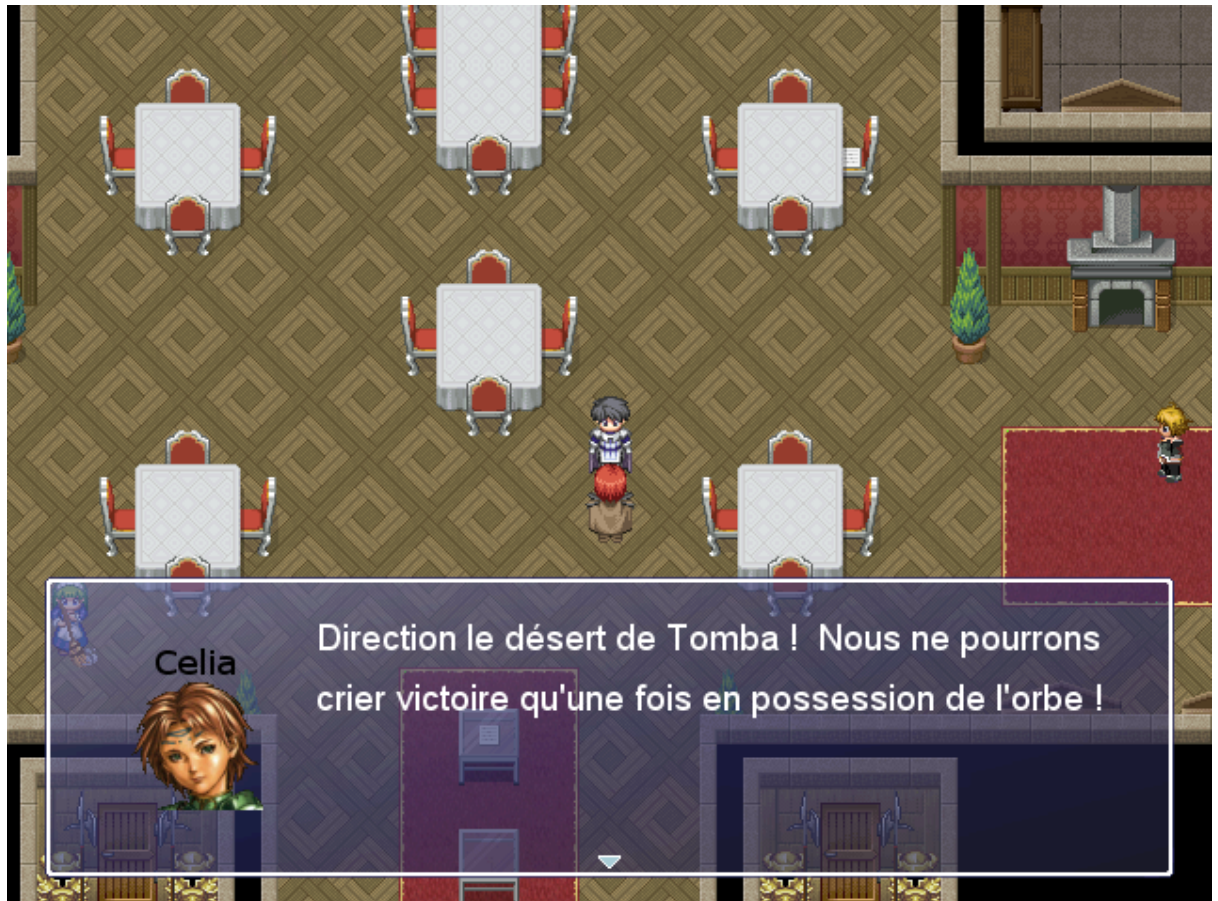 Celia
Direction le désert de Tomba !  Nous ne pourrons
crier victoire qu'une fois en possession de l'orbe !